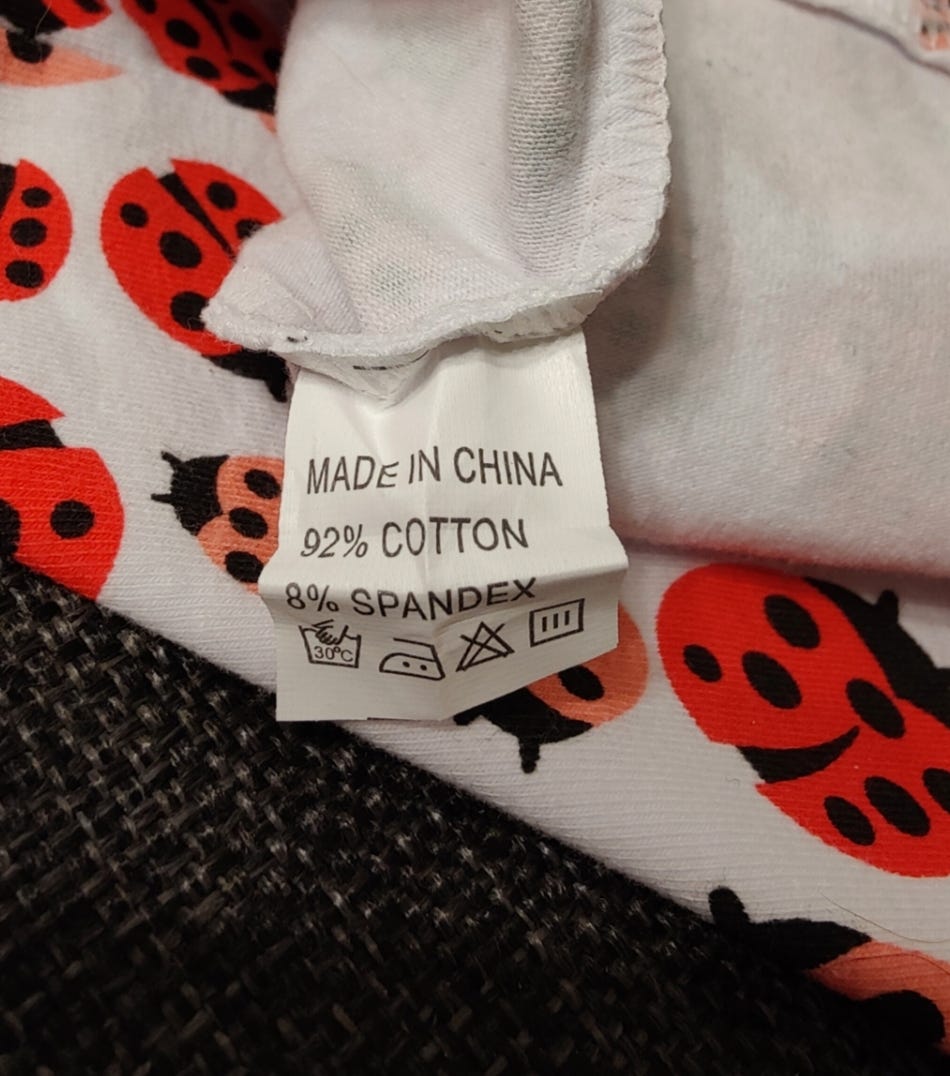 MADE IN CHINA
92% COTTON
8% SPANDEX
30°C